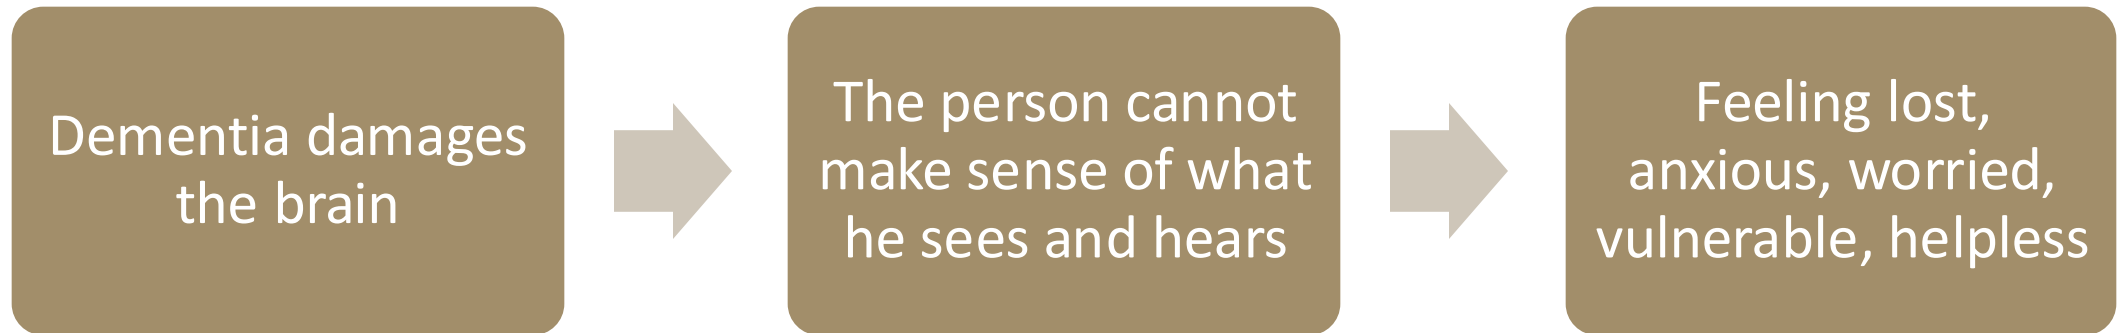 Dementia damages
the brain
The person cannot
make sense of what
he sees and hears
Feeling lost,
anxious, worried,
vulnerable, helpless